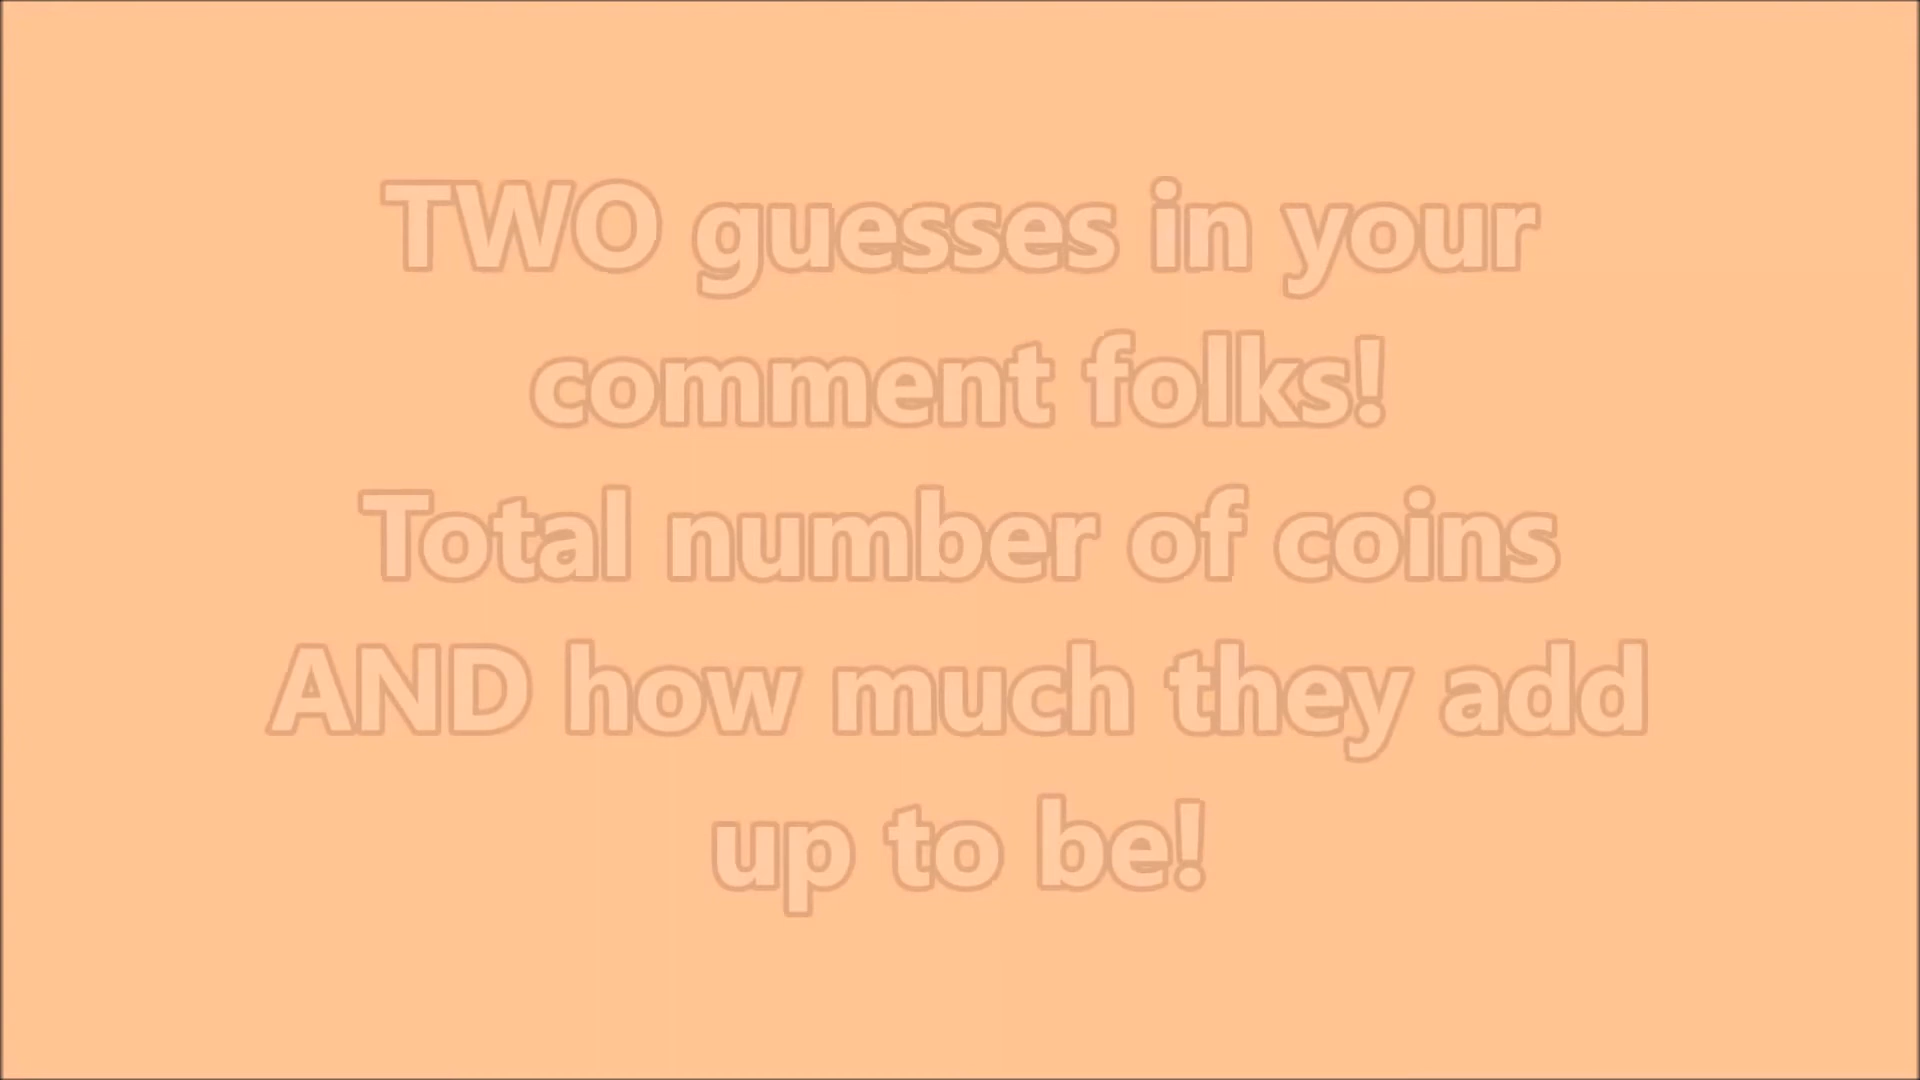 TWO guesses in your
comment folks!
Total number of coins
AND how much they add
up to be!